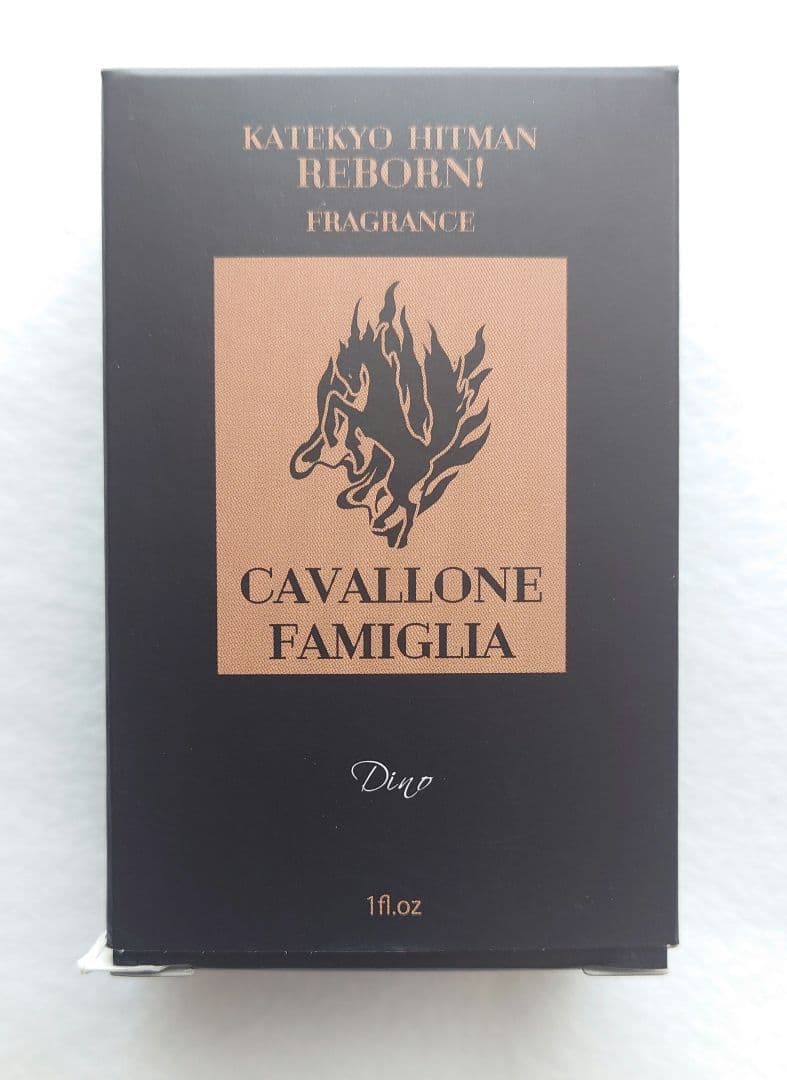 KATEKYO HITMAN
REBORN!
FRAGRANCE
CAVALLONE
FAMIGLIA
Dino
1fl.oz